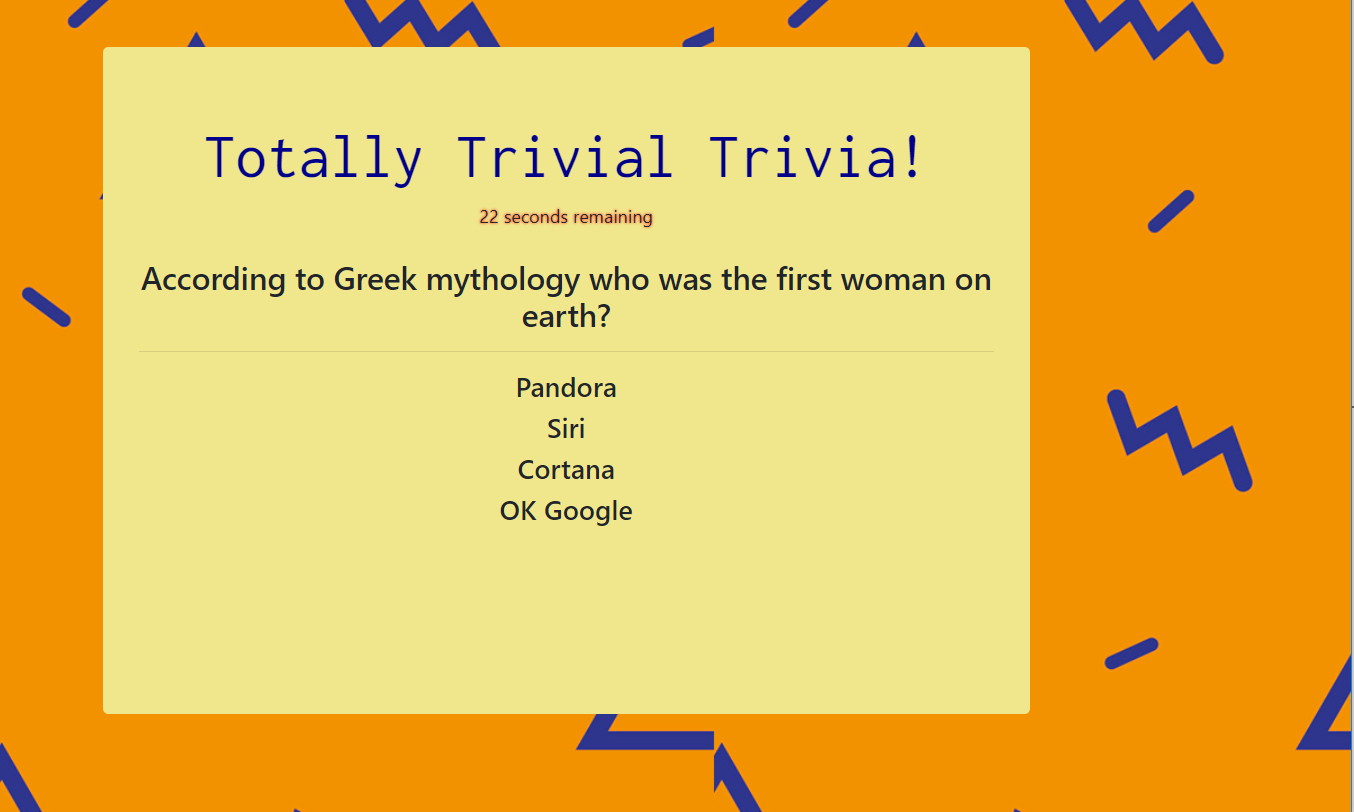 Totally Trivial Trivia!
22 seconds remaining
According to Greek mythology who was the first woman on
earth?
Pandora
Siri
Cortana
OK Google